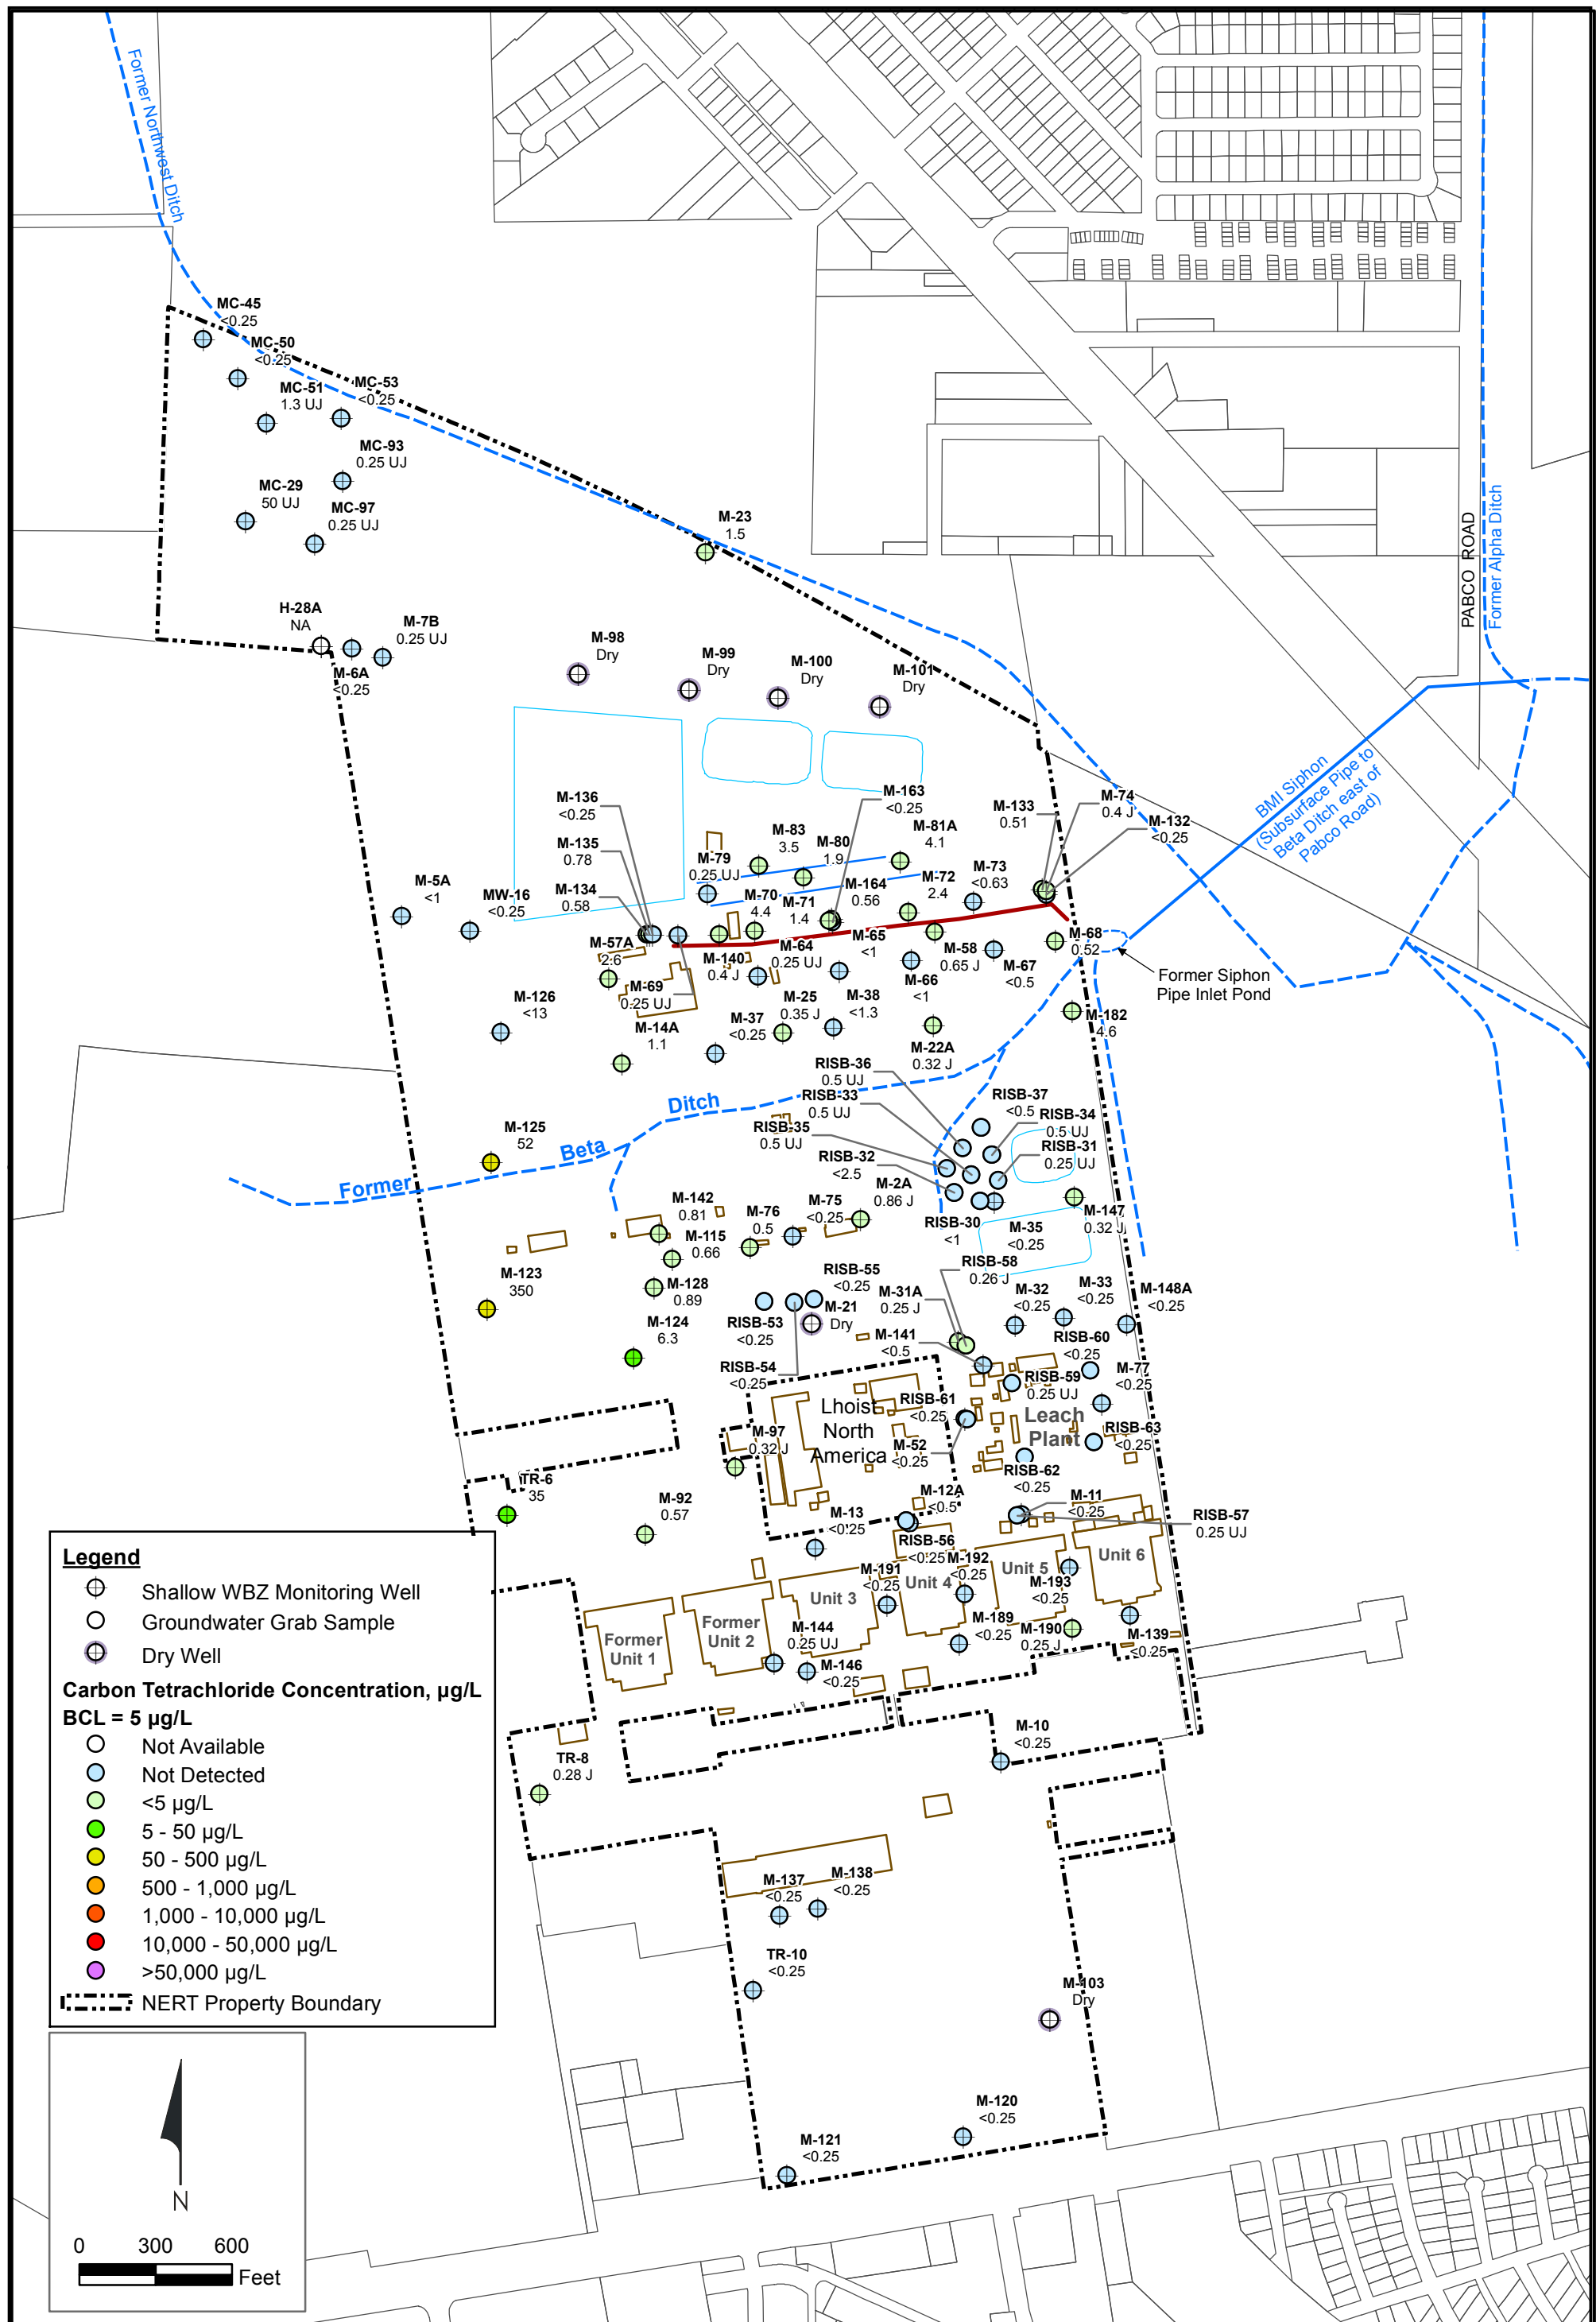 Former Northwest Ditch
MC-45
<0.25
MC-50
<0.25
MC-51
1.3 UJ
MC-53
<0.25
MC-93
0.25 UJ
MC-29
50 UJ
MC-97
0.25 UJ
M-23
1.5
PABCO ROAD
Former Alpha Ditch
H-28A
NA
M-7B
0.25 UJ
M-6A
<0.25
M-98
Dry
M-99
Dry
M-100
Dry
M-101
Dry
BMI Siphon
(Subsurface Pipe to
Beta Ditch east of
Pabco Road)
M-136
<0.25
M-163
<0.25
M-133
0.51
M-74
0.4 J
M-132
<0.25
M-135
0.78
M-83
3.5
M-80
1.9
M-81A
4.1
M-79
0.25 UJ
M-73
<0.63
M-5A
<1
MW-16
<0.25
M-134
0.58
M-70
4.4
M-71
1.4
M-164
0.56
M-72
2.4
M-57A
2.6
M-140
0.4 J
M-64
0.25 UJ
M-65
<1
M-58
0.65 J
M-67
<0.5
M-68
0.52
Former Siphon
Pipe Inlet Pond
M-69
0.25 UJ
M-66
<1
M-126
<13
M-25
0.35 J
M-38
<1.3
M-37
<0.25
M-14A
1.1
M-22A
0.32 J
M-182
4.6
RISB-36
0.5 UJ
RISB-33
0.5 UJ
RISB-37
<0.5
RISB-34
0.5 UJ
RISB-35
0.5 UJ
RISB-31
0.25 UJ
RISB-32
<2.5
Former
Beta
Ditch
M-125
52
M-2A
0.86 J
M-142
0.81
M-76
0.5
M-75
<0.25
RISB-30
<1
M-35
<0.25
M-147
0.32 J
M-115
0.66
M-123
350
M-128
0.89
RISB-55
<0.25
RISB-58
0.26 J
M-31A
0.25 J
M-32
<0.25
M-33
<0.25
M-148A
<0.25
M-21
Dry
RISB-53
<0.25
M-124
6.3
M-141
<0.5
RISB-60
<0.25
RISB-54
<0.25
RISB-59
0.25 UJ
M-77
<0.25
Lhoist
North
America
RISB-61
<0.25
Leach
Plant
M-97
0.32 J
M-52
<0.25
RISB-63
<0.25
RISB-62
<0.25
TR-6
35
M-92
0.57
M-12A
<0.5
M-13
<0.25
M-11
<0.25
RISB-57
0.25 UJ
RISB-56
<0.25
M-192
<0.25
M-191
<0.25
Unit 3
Unit 4
Unit 5
Unit 6
M-193
<0.25
Former
Unit 1
Former
Unit 2
M-144
0.25 UJ
M-189
<0.25
M-190
0.25 J
M-139
<0.25
M-146
<0.25
M-10
<0.25
TR-8
0.28 J
M-137
<0.25
M-138
<0.25
TR-10
<0.25
M-103
Dry
M-120
<0.25
M-121
<0.25
Legend
Shallow WBZ Monitoring Well
Groundwater Grab Sample
Dry Well
Carbon Tetrachloride Concentration, µg/L
BCL = 5 µg/L
Not Available
Not Detected
<5 µg/L
5 - 50 µg/L
50 - 500 µg/L
500 - 1,000 µg/L
1,000 - 10,000 µg/L
10,000 - 50,000 µg/L
>50,000 µg/L
NERT Property Boundary
N
0 300 600
Feet